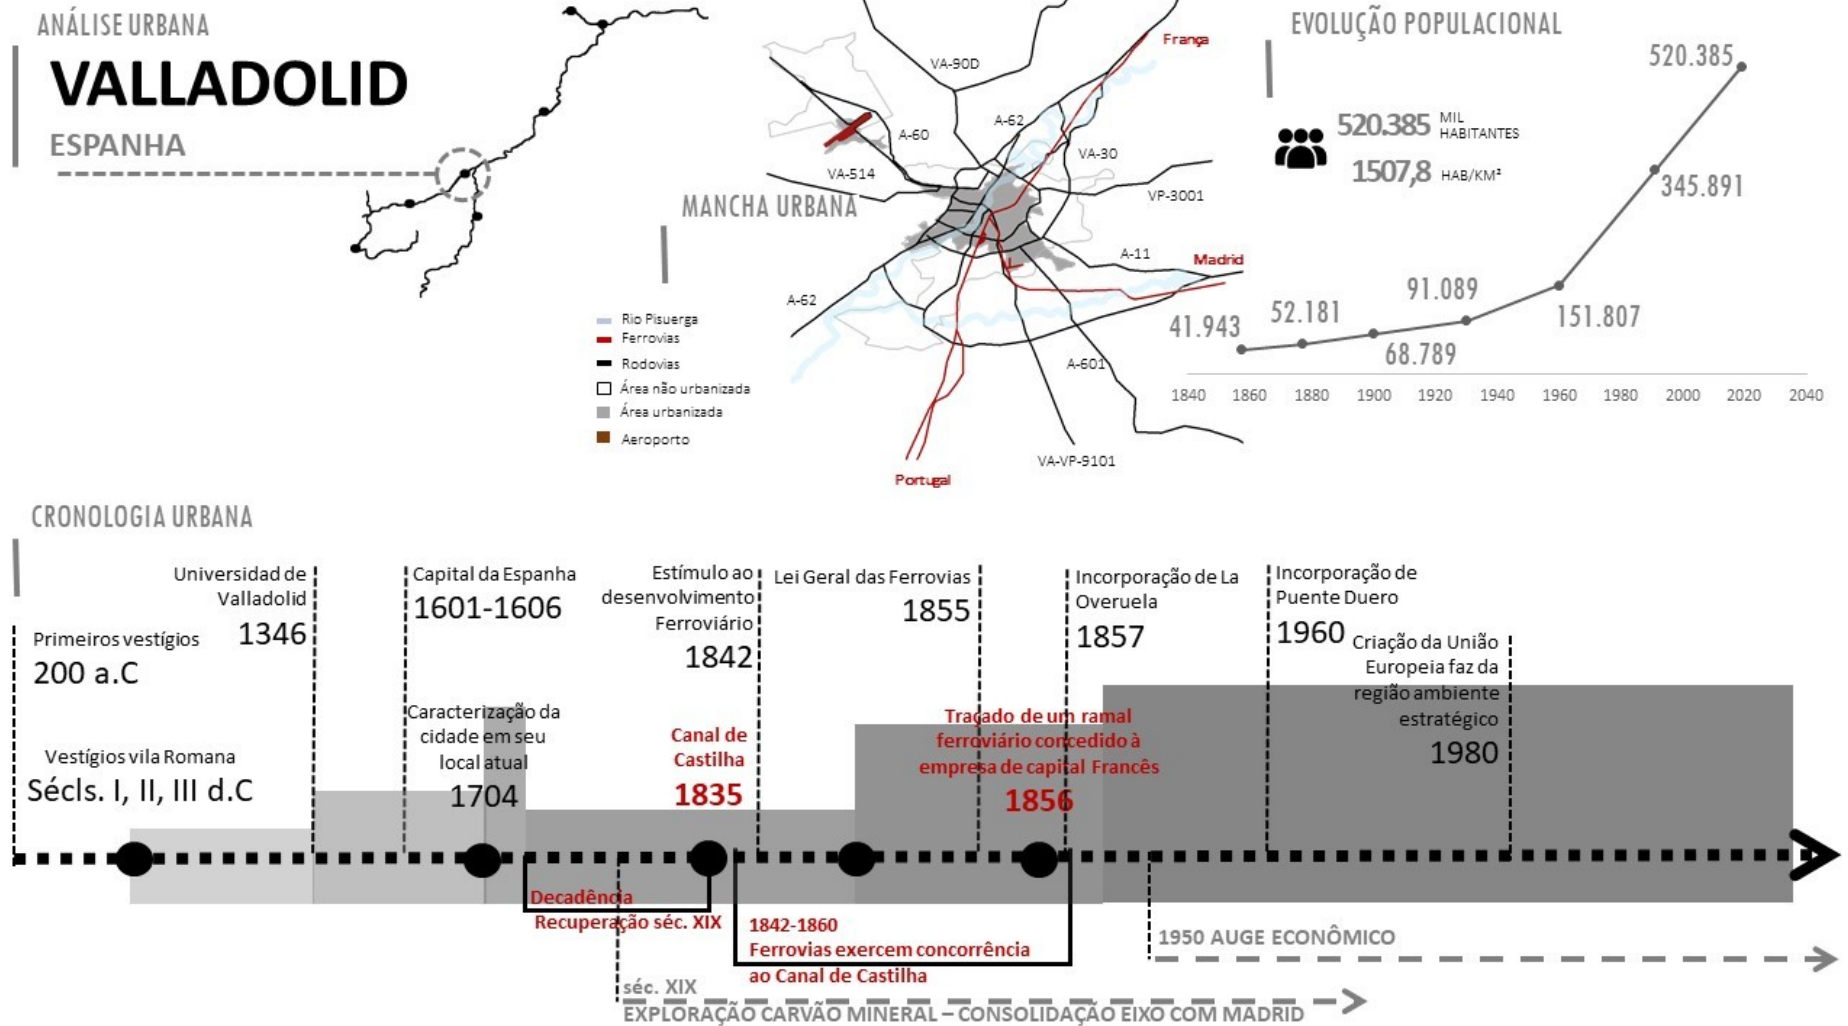 ANÁLISE URBANA
VALLADOLID
ESPANHA
MANCHA URBANA
Rio Pisuerga
Ferrovias
Rodovias
Área não urbanizada
Área urbanizada
Aeroporto
França
VA-90D
A-62
A-60
VA-30
VA-514
VP-3001
A-11
Madrid
A-62
A-601
VA-VP-9101
Portugal
EVOLUÇÃO POPULACIONAL
520.385 MIL HABITANTES
1507,8 HAB/KM²
520.385
345.891
151.807
91.089
68.789
52.181
41.943
1840 1860 1880 1900 1920 1940 1960 1980 2000 2020 2040
CRONOLOGIA URBANA
Primeiros vestígios
200 a.C
Vestígios vila Romana
Sécls. I, II, III d.C
Universidad de
Valladolid
1346
Capital da Espanha
1601-1606
Caracterização da
cidade em seu
local atual
1704
Estímulo ao
desenvolvimento
Ferroviário
1842
Canal de
Castilha
1835
Lei Geral das Ferrovias
1855
Traçado de um ramal
ferroviário concedido à
empresa de capital Francês
1856
Incorporação de La
Overuela
1857
Incorporação de
Puente Duero
1960
Criação da União
Europeia faz da
região ambiente
estratégico
1980
Decadência
Recuperação séc. XIX
1842-1860
Ferrovias exercem concorrência
ao Canal de Castilha
1950 AUGE ECONÔMICO
séc. XIX
EXPLORAÇÃO CARVÃO MINERAL – CONSOLIDAÇÃO EIXO COM MADRID